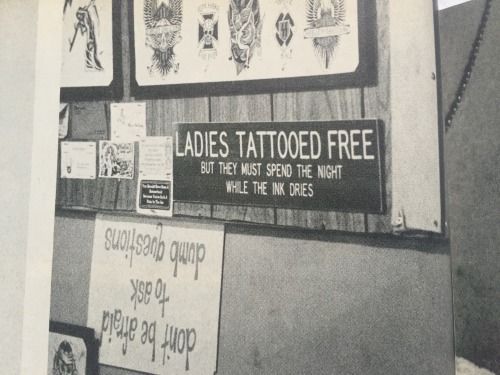 LADIES TATTOOED FREE
BUT THEY MUST SPEND THE NIGHT
WHILE THE INK DRIES
don't be afraid
to ask
dumb questions